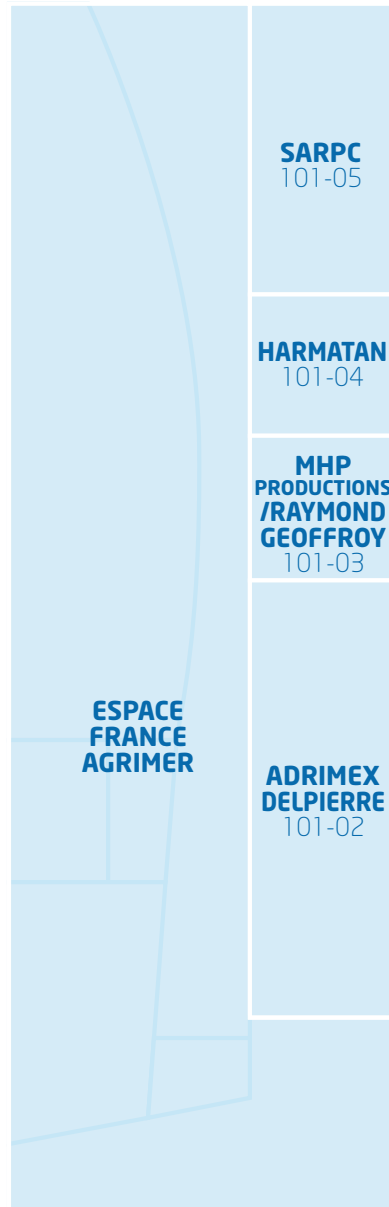 SARPC
101-05
HARMATAN
101-04
MHP
PRODUCTIONS
/RAYMOND
GEOFFROY
101-03
ESPACE
FRANCE
AGRIMER
ADRIMEX
DELPIERRE
101-02